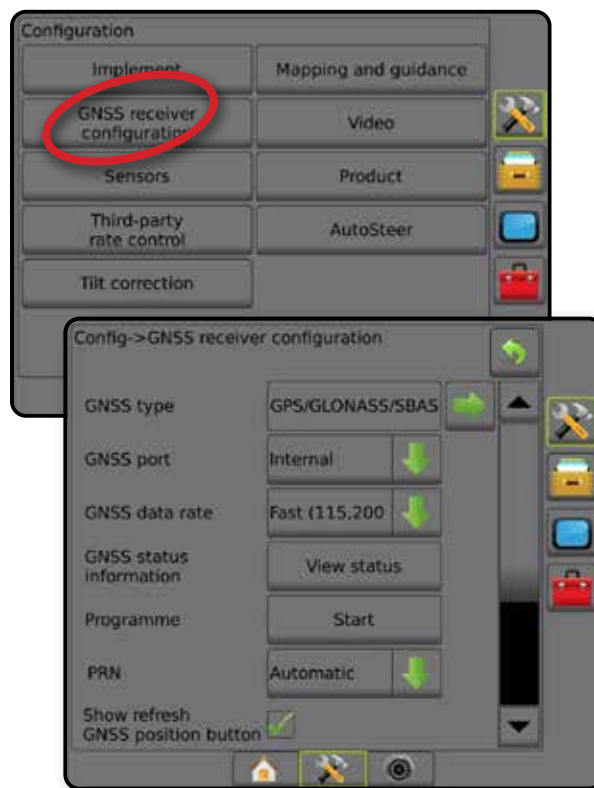 Configuration
Implement
Mapping and guidance
GNSS receiver
configuration
Video
Sensors
Product
Third-party
rate control
AutoSteer
Tilt correction
Config->GNSS receiver configuration
GNSS type
GPS/GLONASS/SBAS
GNSS port
Internal
GNSS data rate
Fast (115,200
GNSS status
information
View status
Programme
Start
PRN
Automatic
Show refresh
GNSS position button